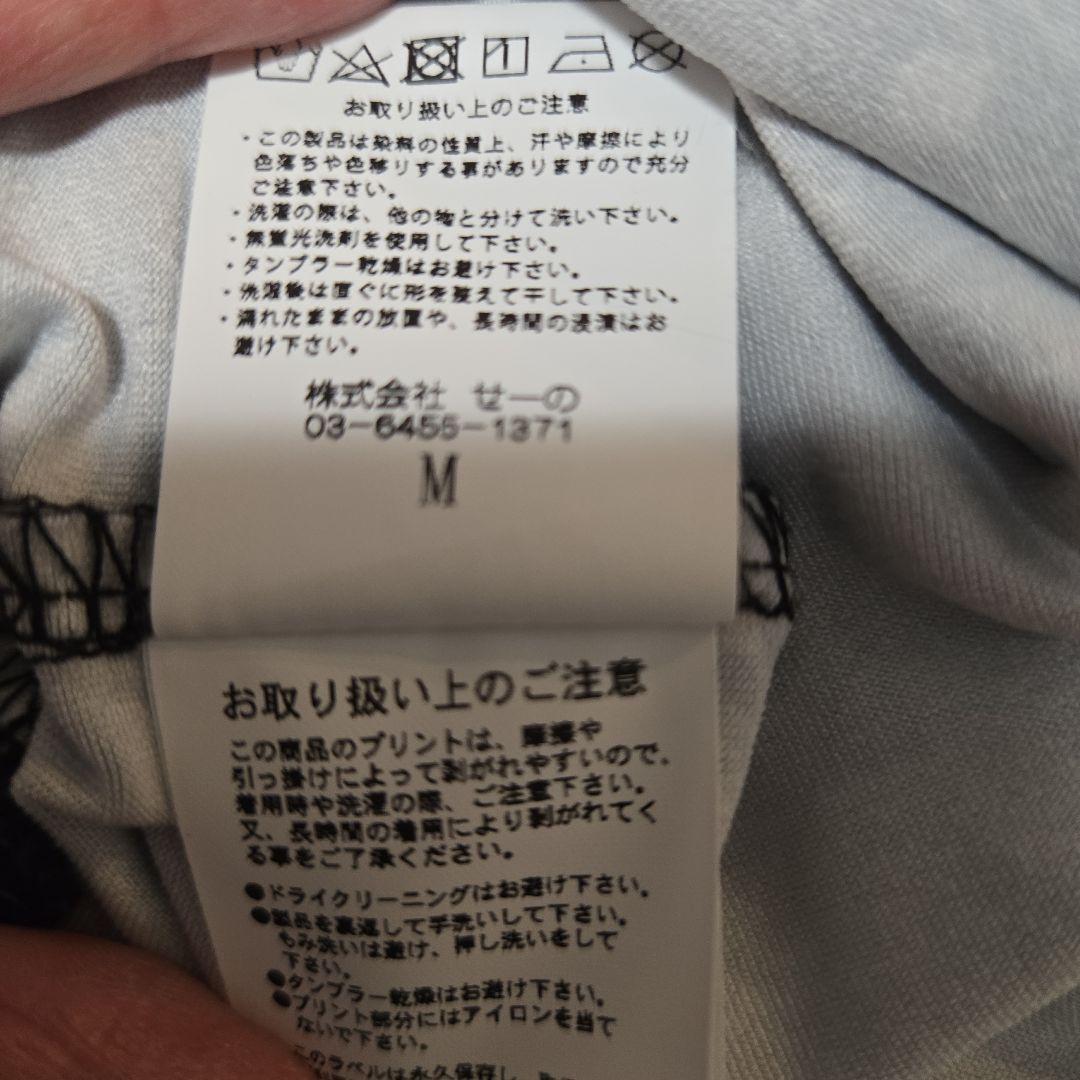 お取り扱い上のご注意
・この製品は染料の性質上、汗や摩擦により
色落ちや色移りする事がありますので充分
ご注意下さい。
・洗濯の際は、他の物と分けて洗い下さい。
・無蛍光洗剤を使用して下さい。
・タンブラー乾燥はお避け下さい。
・洗濯後は直ぐに形を整えて干して下さい。
・濡れたままの放置や、長時間の浸漬はお
避け下さい。
株式会社 せーの
03-6455-1371
M
お取り扱い上のご注意
この商品のプリントは、摩擦や
引っ掛けによって剥がれやすいので、
着用時や洗濯の際、ご注意下さい。
又、長時間の着用により剥がれてく
る事をご了承ください。
●ドライクリーニングはお避け下さい。
●製品を裏返して手洗いして下さい。
もみ洗いは避け、押し洗いをして
下さい。
●タンブラー乾燥はお避け下さい。
●プリント部分にはアイロンを当て
ないで下さい。
このラベルは永久保存し